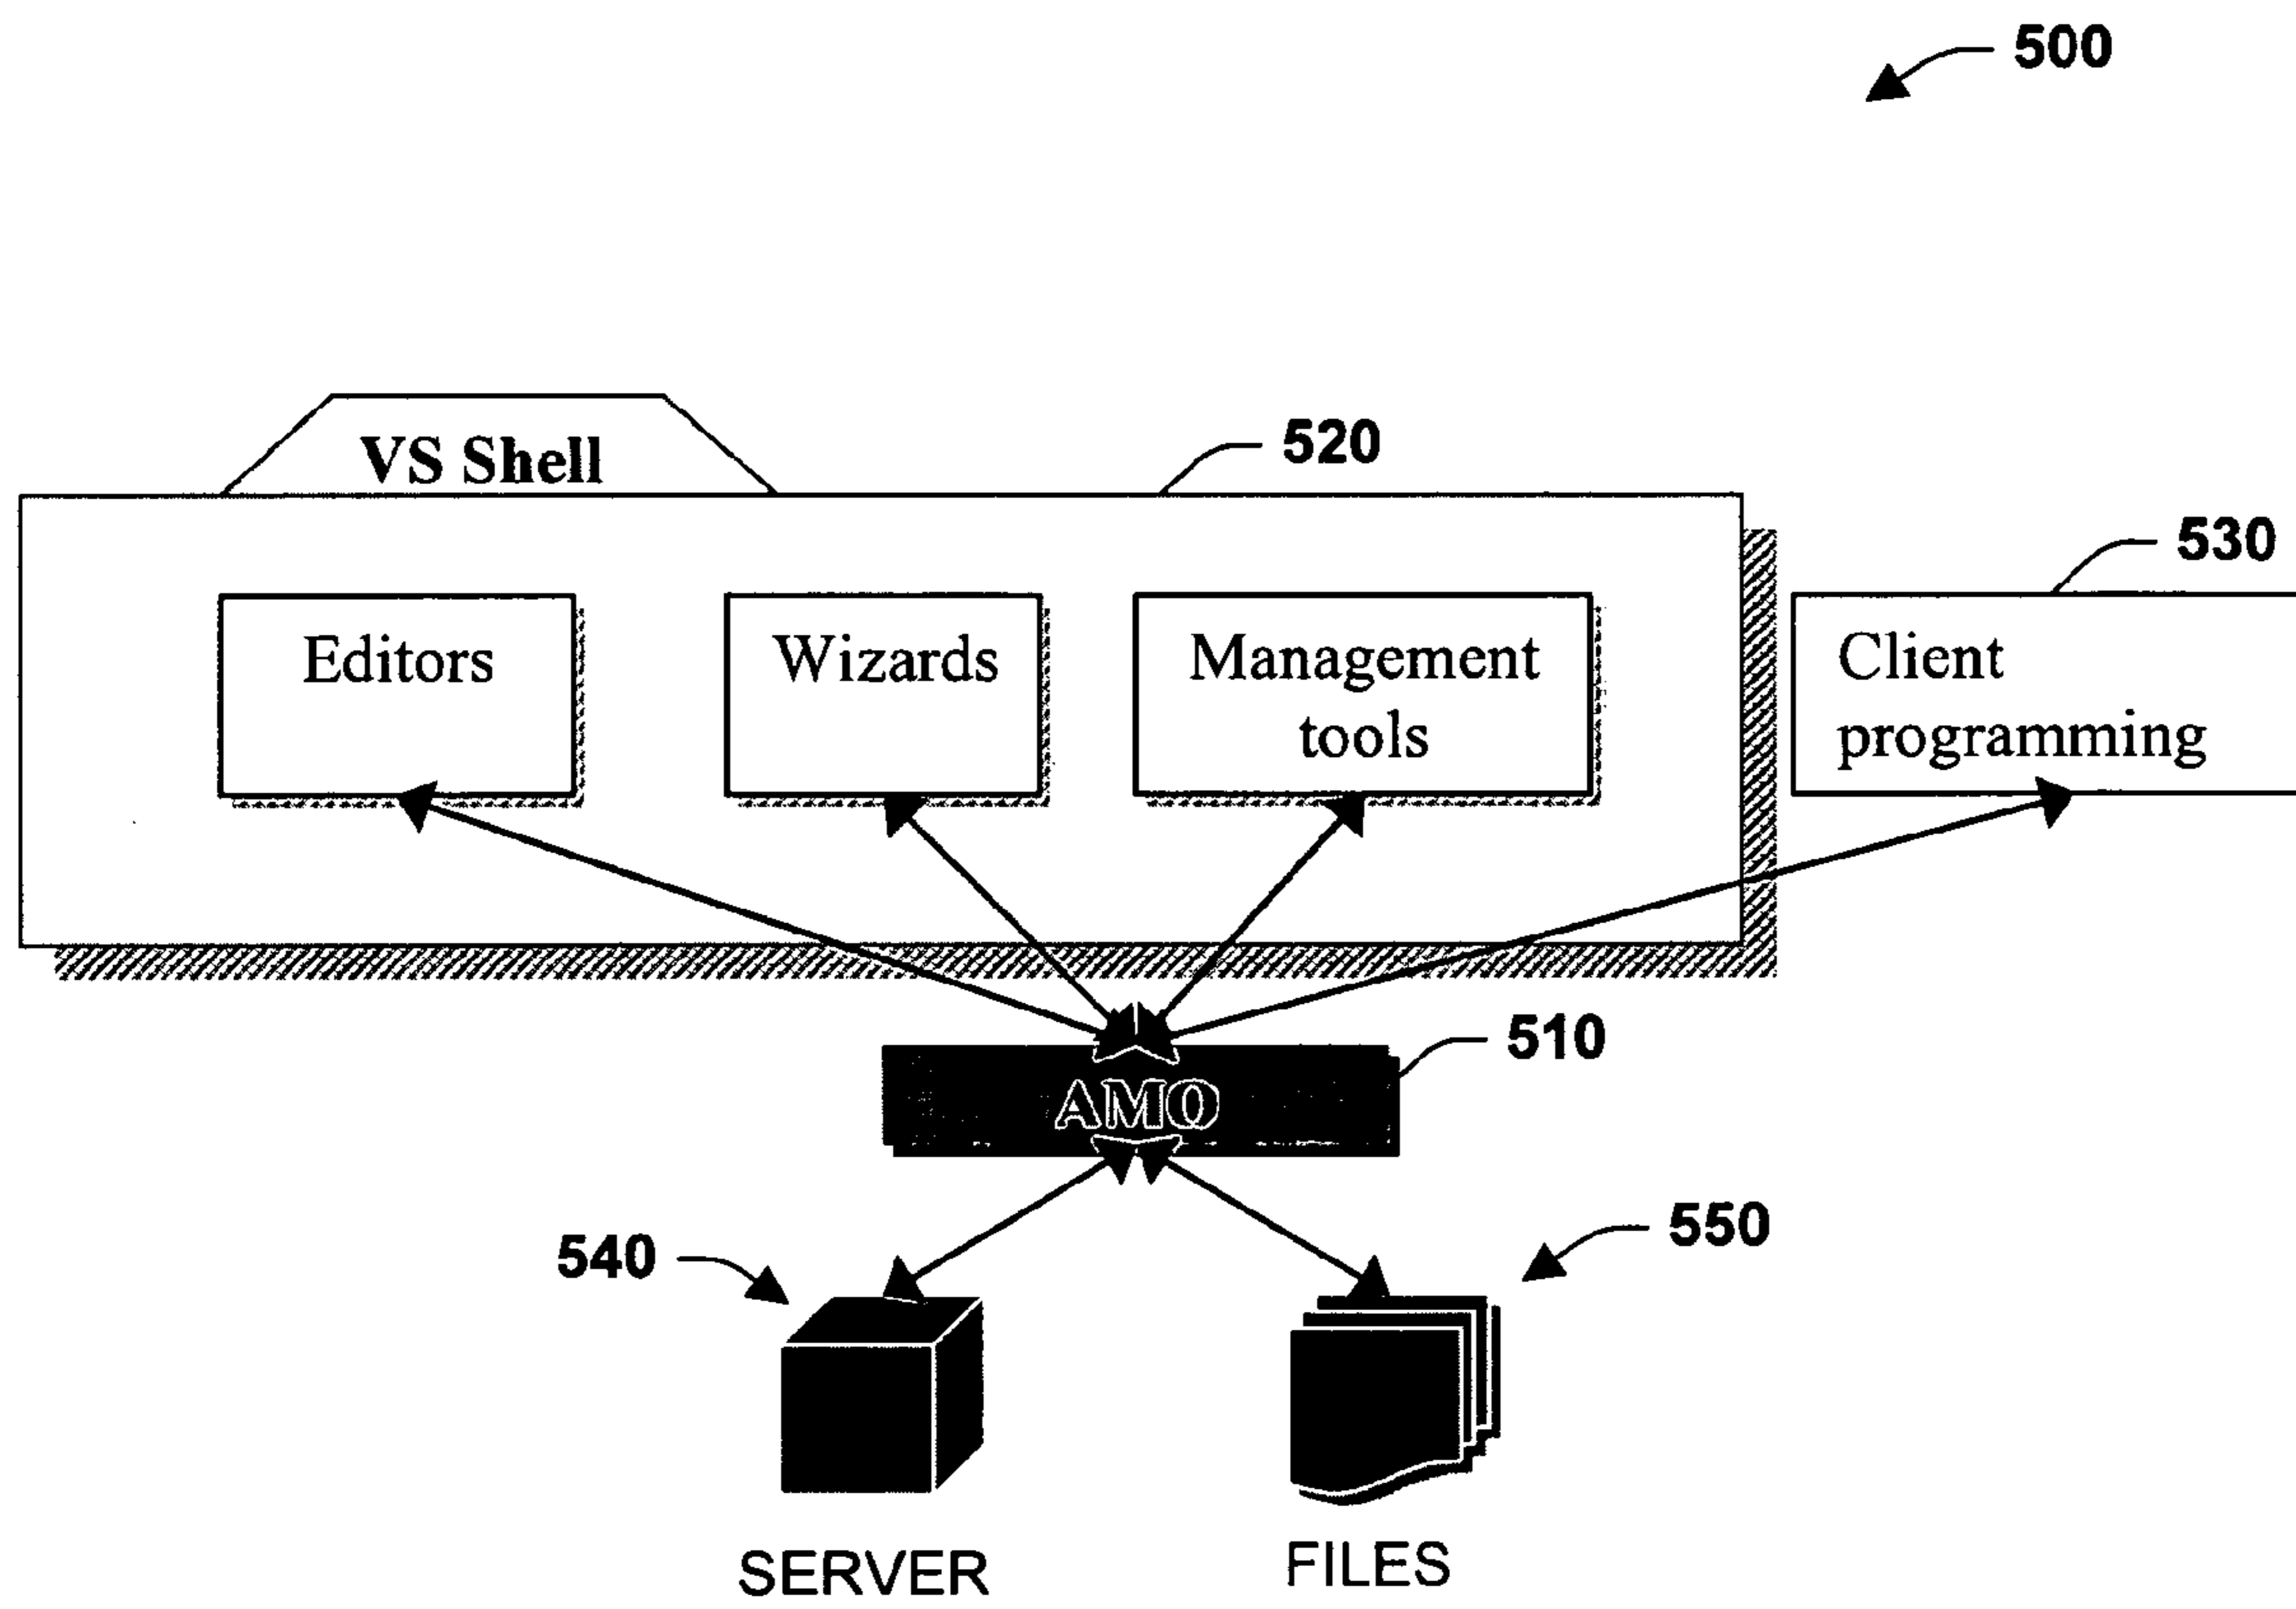 500
VS Shell
520
530
Editors
Wizards
Management
tools
Client
programming
510
AMO
540
550
SERVER
FILES